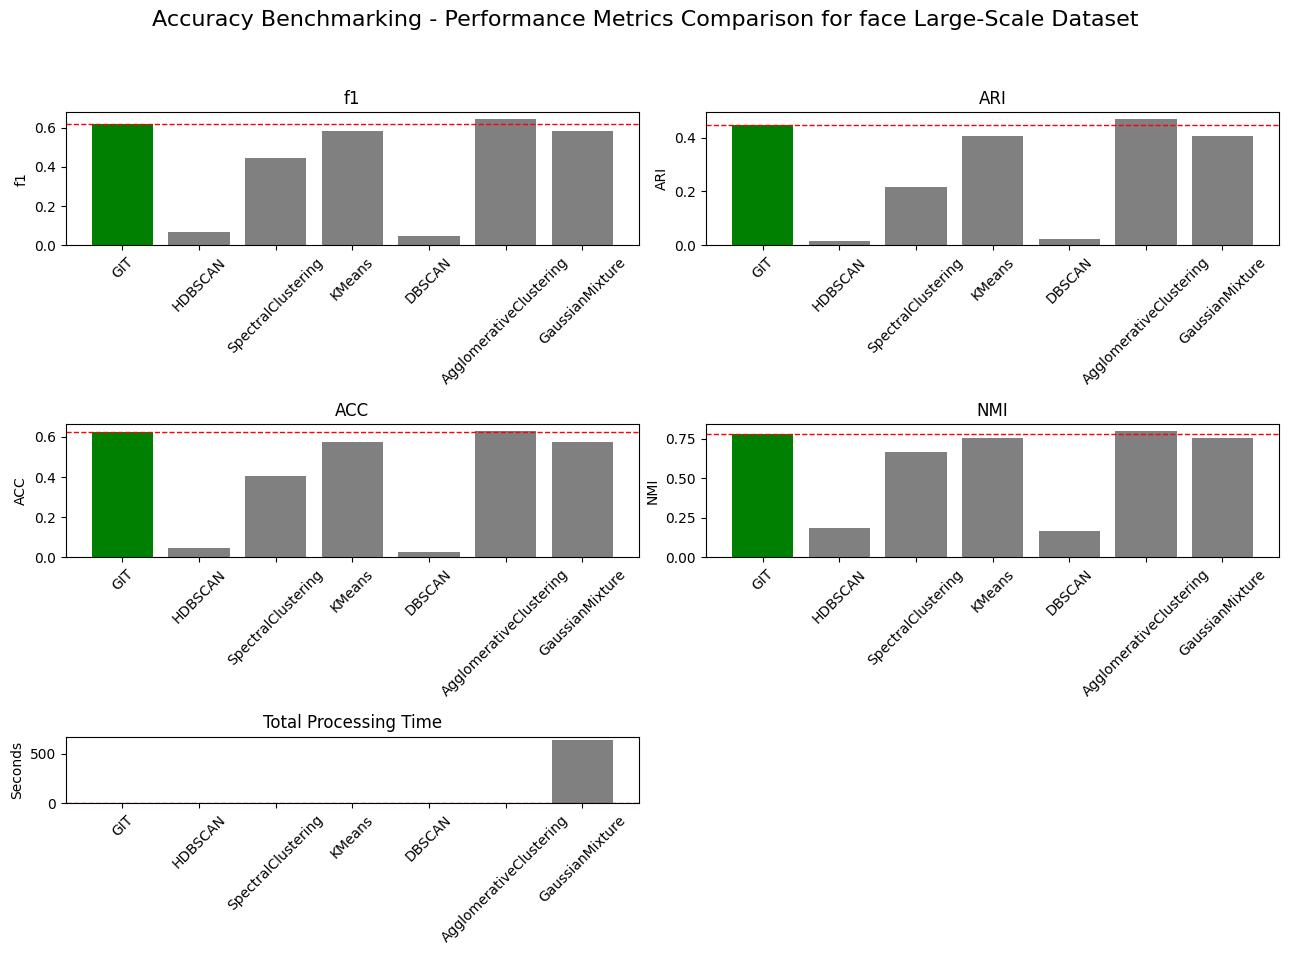 Accuracy Benchmarking - Performance Metrics Comparison for face Large-Scale Dataset
f1
f1
0.6
0.4
0.2
0.0
GIT
HDBSCAN
SpectralClustering
KMeans
DBSCAN
AgglomerativeClustering
GaussianMixture
ARI
ARI
0.4
0.2
0.0
GIT
HDBSCAN
SpectralClustering
KMeans
DBSCAN
AgglomerativeClustering
GaussianMixture
ACC
ACC
0.6
0.4
0.2
0.0
GIT
HDBSCAN
SpectralClustering
KMeans
DBSCAN
AgglomerativeClustering
GaussianMixture
NMI
NMI
0.75
0.50
0.25
0.00
GIT
HDBSCAN
SpectralClustering
KMeans
DBSCAN
AgglomerativeClustering
GaussianMixture
Total Processing Time
Seconds
500
0
GIT
HDBSCAN
SpectralClustering
KMeans
DBSCAN
AgglomerativeClustering
GaussianMixture